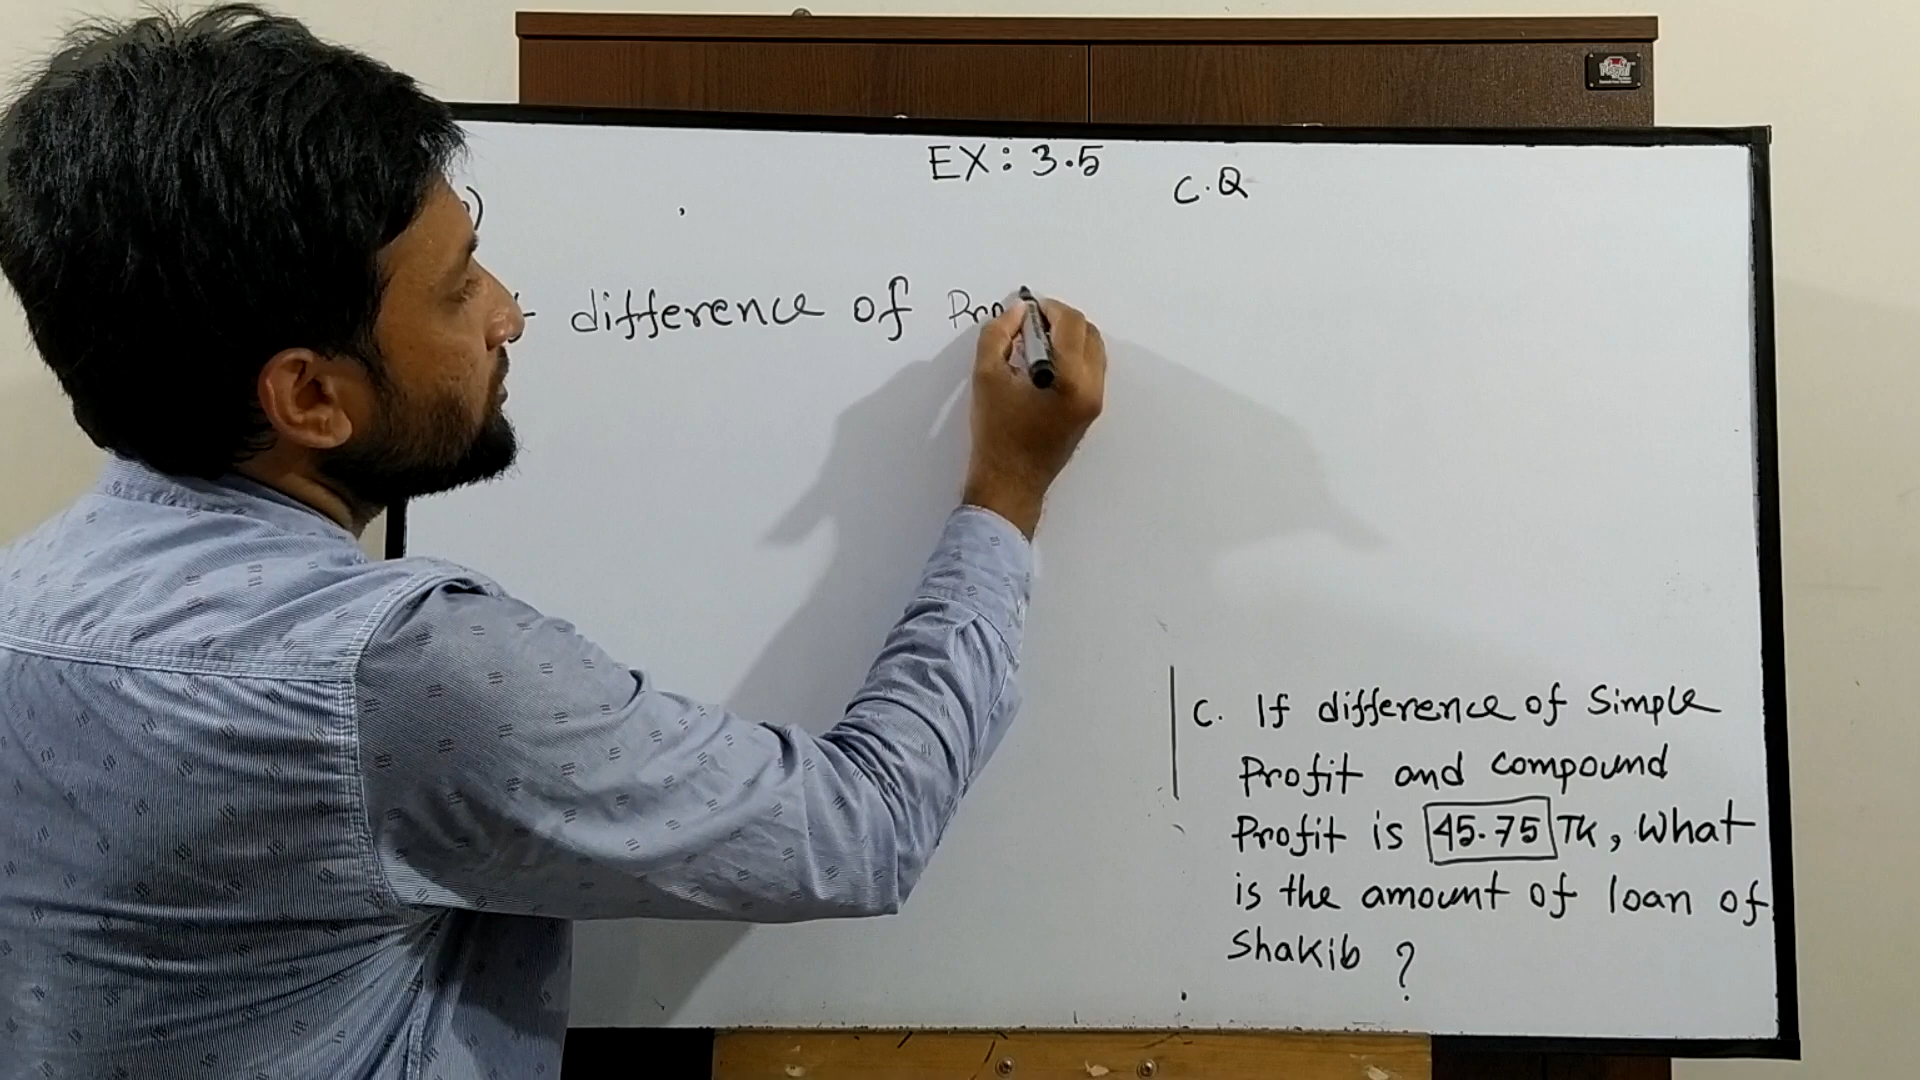 EX: 3.5
C.Q
difference of Pro
C. If difference of Simple
Profit and compound
Profit is 45.75 TK, What
is the amount of loan of
Shakib ?